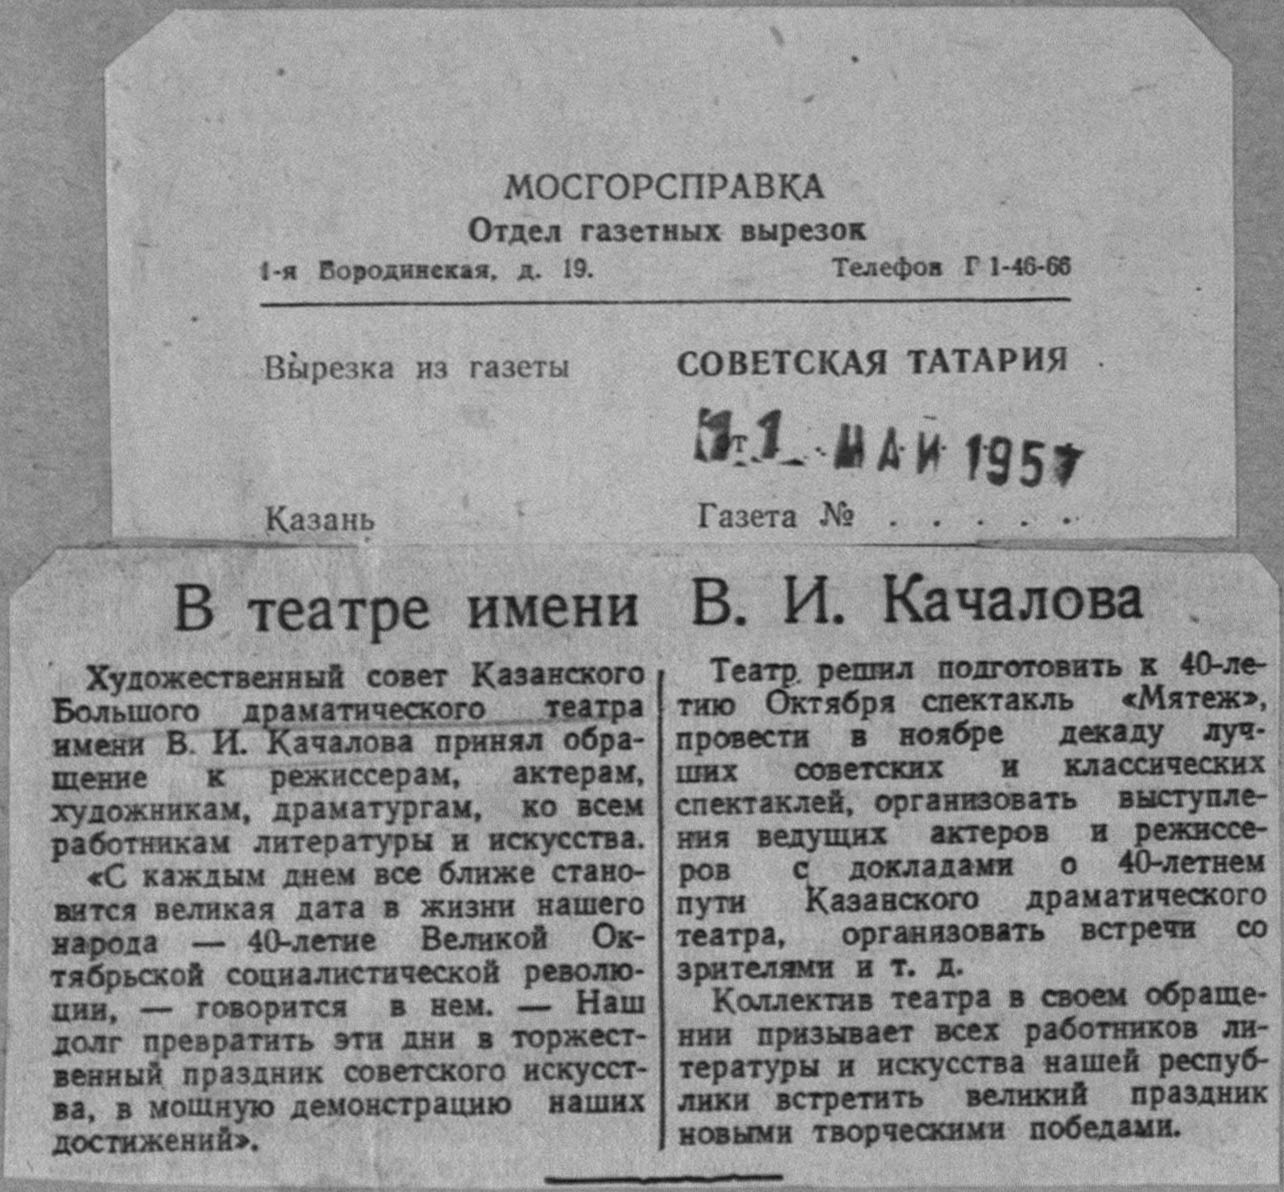 МОСГОРСПРАВКА
Отдел газетных вырезок
1-я Бородинская, д. 19.
Телефон Г 1-46-66
Вырезка из газеты
СОВЕТСКАЯ ТАТАРИЯ
11 МАЙ 1957
Казань
Газета № . . . . .
В театре имени В. И. Качалова
Художественный совет Казанского
Большого драматического театра
имени В. И. Качалова принял обра-
щение к режиссерам, актерам,
художникам, драматургам, ко всем
работникам литературы и искусства.
«С каждым днем все ближе стано-
вится великая дата в жизни нашего
народа — 40-летие Великой Ок-
тябрьской социалистической револю-
ции, — говорится в нем. — Наш
долг превратить эти дни в торжест-
венный праздник советского искусст-
ва, в мощную демонстрацию наших
достижений».
Театр решил подготовить к 40-ле-
тию Октября спектакль «Мятеж»,
провести в ноябре декаду луч-
ших советских и классических
спектаклей, организовать выступле-
ния ведущих актеров и режиссе-
ров с докладами о 40-летнем
пути Казанского драматического
театра, организовать встречи со
зрителями и т. д.
Коллектив театра в своем обраще-
нии призывает всех работников ли-
тературы и искусства нашей респуб-
лики встретить великий праздник
новыми творческими победами.